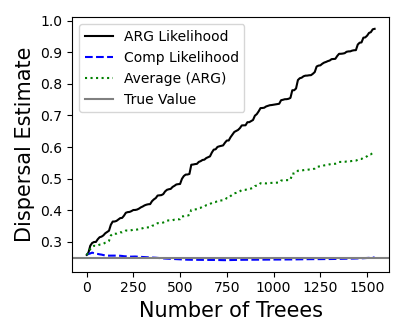 1.0
0.9
0.8
0.7
0.6
0.5
0.4
0.3
Dispersal Estimate
ARG Likelihood
Comp Likelihood
Average (ARG)
True Value
0 250 500 750 1000 1250 1500
Number of Treees